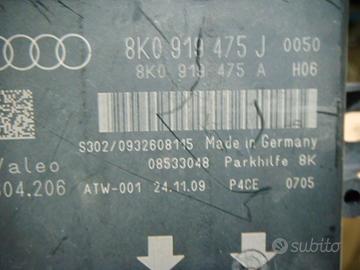 8K0 919 475 J 0050
8K0 919 475 A H06
S302/0932608115 Made in Germany
Valeo 08533048 Parkhilfe 8K
304.206 ATW-001 24.11.09 P4CE 0705
subito